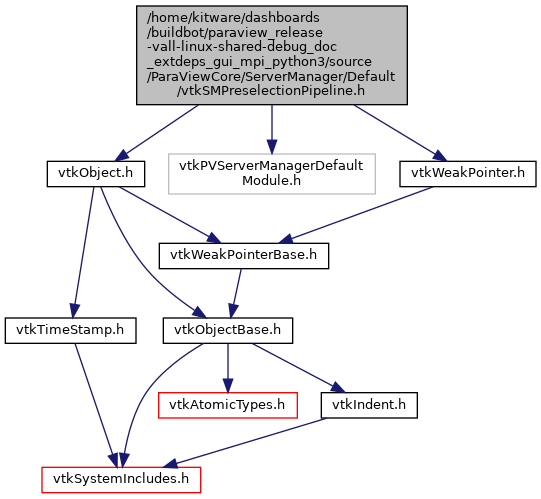 /home/kitware/dashboards
/buildbot/paraview_release
-vall-linux-shared-debug_doc
_extdeps_gui_mpi_python3/source
/ParaViewCore/ServerManager/Default
/vtkSMPreselectionPipeline.h
vtkObject.h
vtkPVServerManagerDefault
Module.h
vtkWeakPointer.h
vtkWeakPointerBase.h
vtkTimeStamp.h
vtkObjectBase.h
vtkAtomicTypes.h
vtkIndent.h
vtkSystemIncludes.h